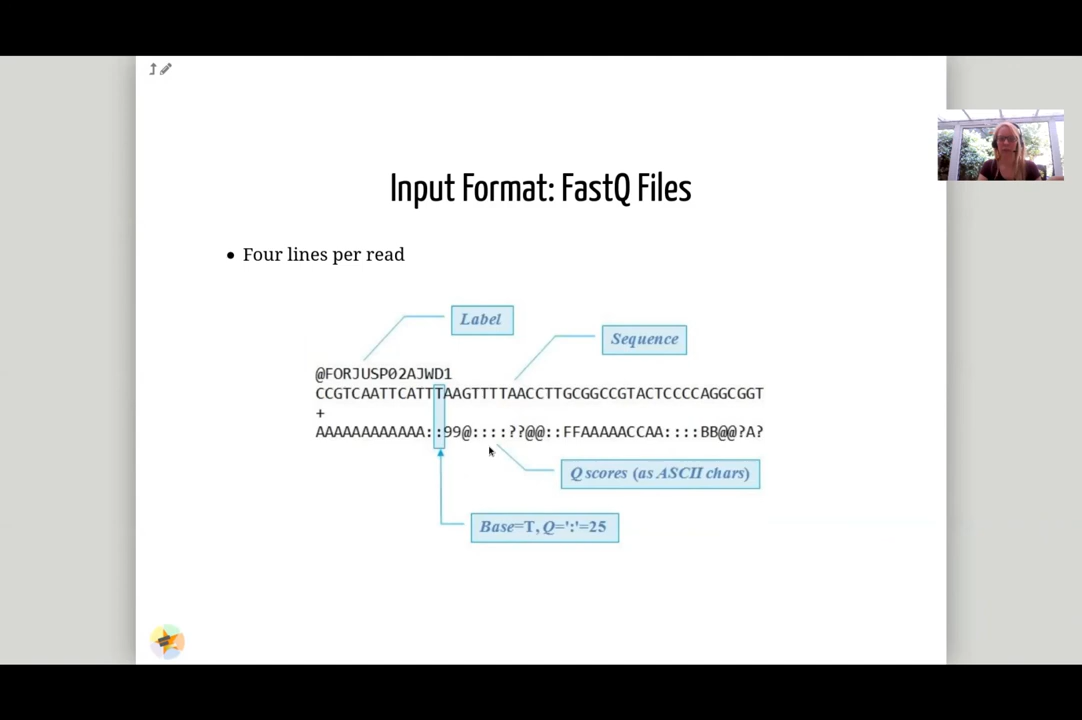 Input Format: FastQ Files
Four lines per read
Label
Sequence
@FORJUSP02AJWD1
CCGTCAATTCATTTAAGTTTTAACCTTGCGGCCGTACTCCCCAGGCGGT
+
AAAAAAAAAAAA::99@::::??@@::FFAAAAACCAA::::BB@@?A?
Q scores (as ASCII chars)
Base=T, Q=':'=25